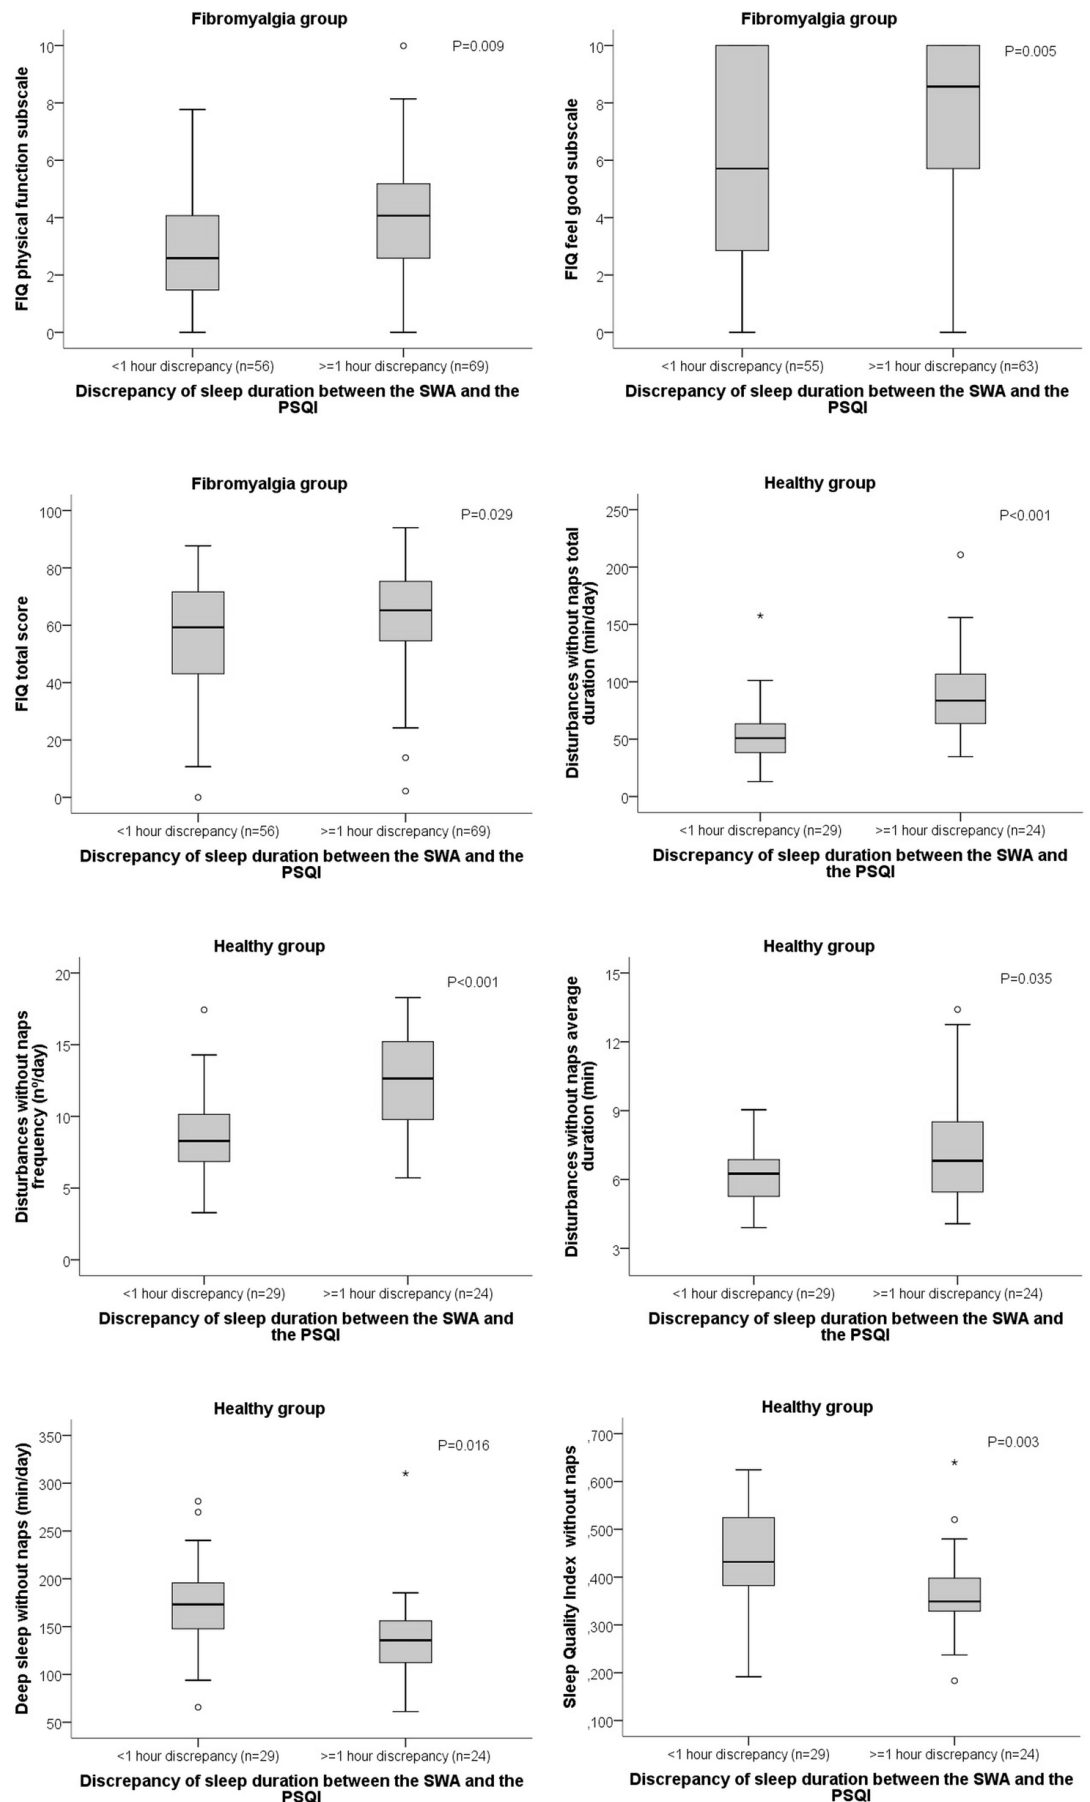 Fibromyalgia group
P=0.009
FIQ physical function subscale
10
8
6
4
2
0
<1 hour discrepancy (n=56) >=1 hour discrepancy (n=69)
Discrepancy of sleep duration between the SWA and the
PSQI
Fibromyalgia group
P=0.005
FIQ feel good subscale
10
8
6
4
2
0
<1 hour discrepancy (n=55) >=1 hour discrepancy (n=63)
Discrepancy of sleep duration between the SWA and the
PSQI
Fibromyalgia group
P=0.029
FIQ total score
100
80
60
40
20
0
<1 hour discrepancy (n=56) >=1 hour discrepancy (n=69)
Discrepancy of sleep duration between the SWA and the
PSQI
Healthy group
P<0.001
Disturbances without naps total
duration (min/day)
250
200
150
100
50
0
<1 hour discrepancy (n=29) >=1 hour discrepancy (n=24)
Discrepancy of sleep duration between the SWA and
the PSQI
Healthy group
P<0.001
Disturbances without naps
frequency (nº/day)
20
15
10
5
0
<1 hour discrepancy (n=29) >=1 hour discrepancy (n=24)
Discrepancy of sleep duration between the SWA and
the PSQI
Healthy group
P=0.035
Disturbances without naps average
duration (min)
15
12
9
6
3
<1 hour discrepancy (n=29) >=1 hour discrepancy (n=24)
Discrepancy of sleep duration between the SWA and
the PSQI
Healthy group
P=0.016
Deep sleep without naps (min/day)
350
300
250
200
150
100
50
<1 hour discrepancy (n=29) >=1 hour discrepancy (n=24)
Discrepancy of sleep duration between the SWA and the
PSQI
Healthy group
P=0.003
Sleep Quality Index without naps
,700
,600
,500
,400
,300
,200
,100
<1 hour discrepancy (n=29) >=1 hour discrepancy (n=24)
Discrepancy of sleep duration between the SWA and the
PSQI